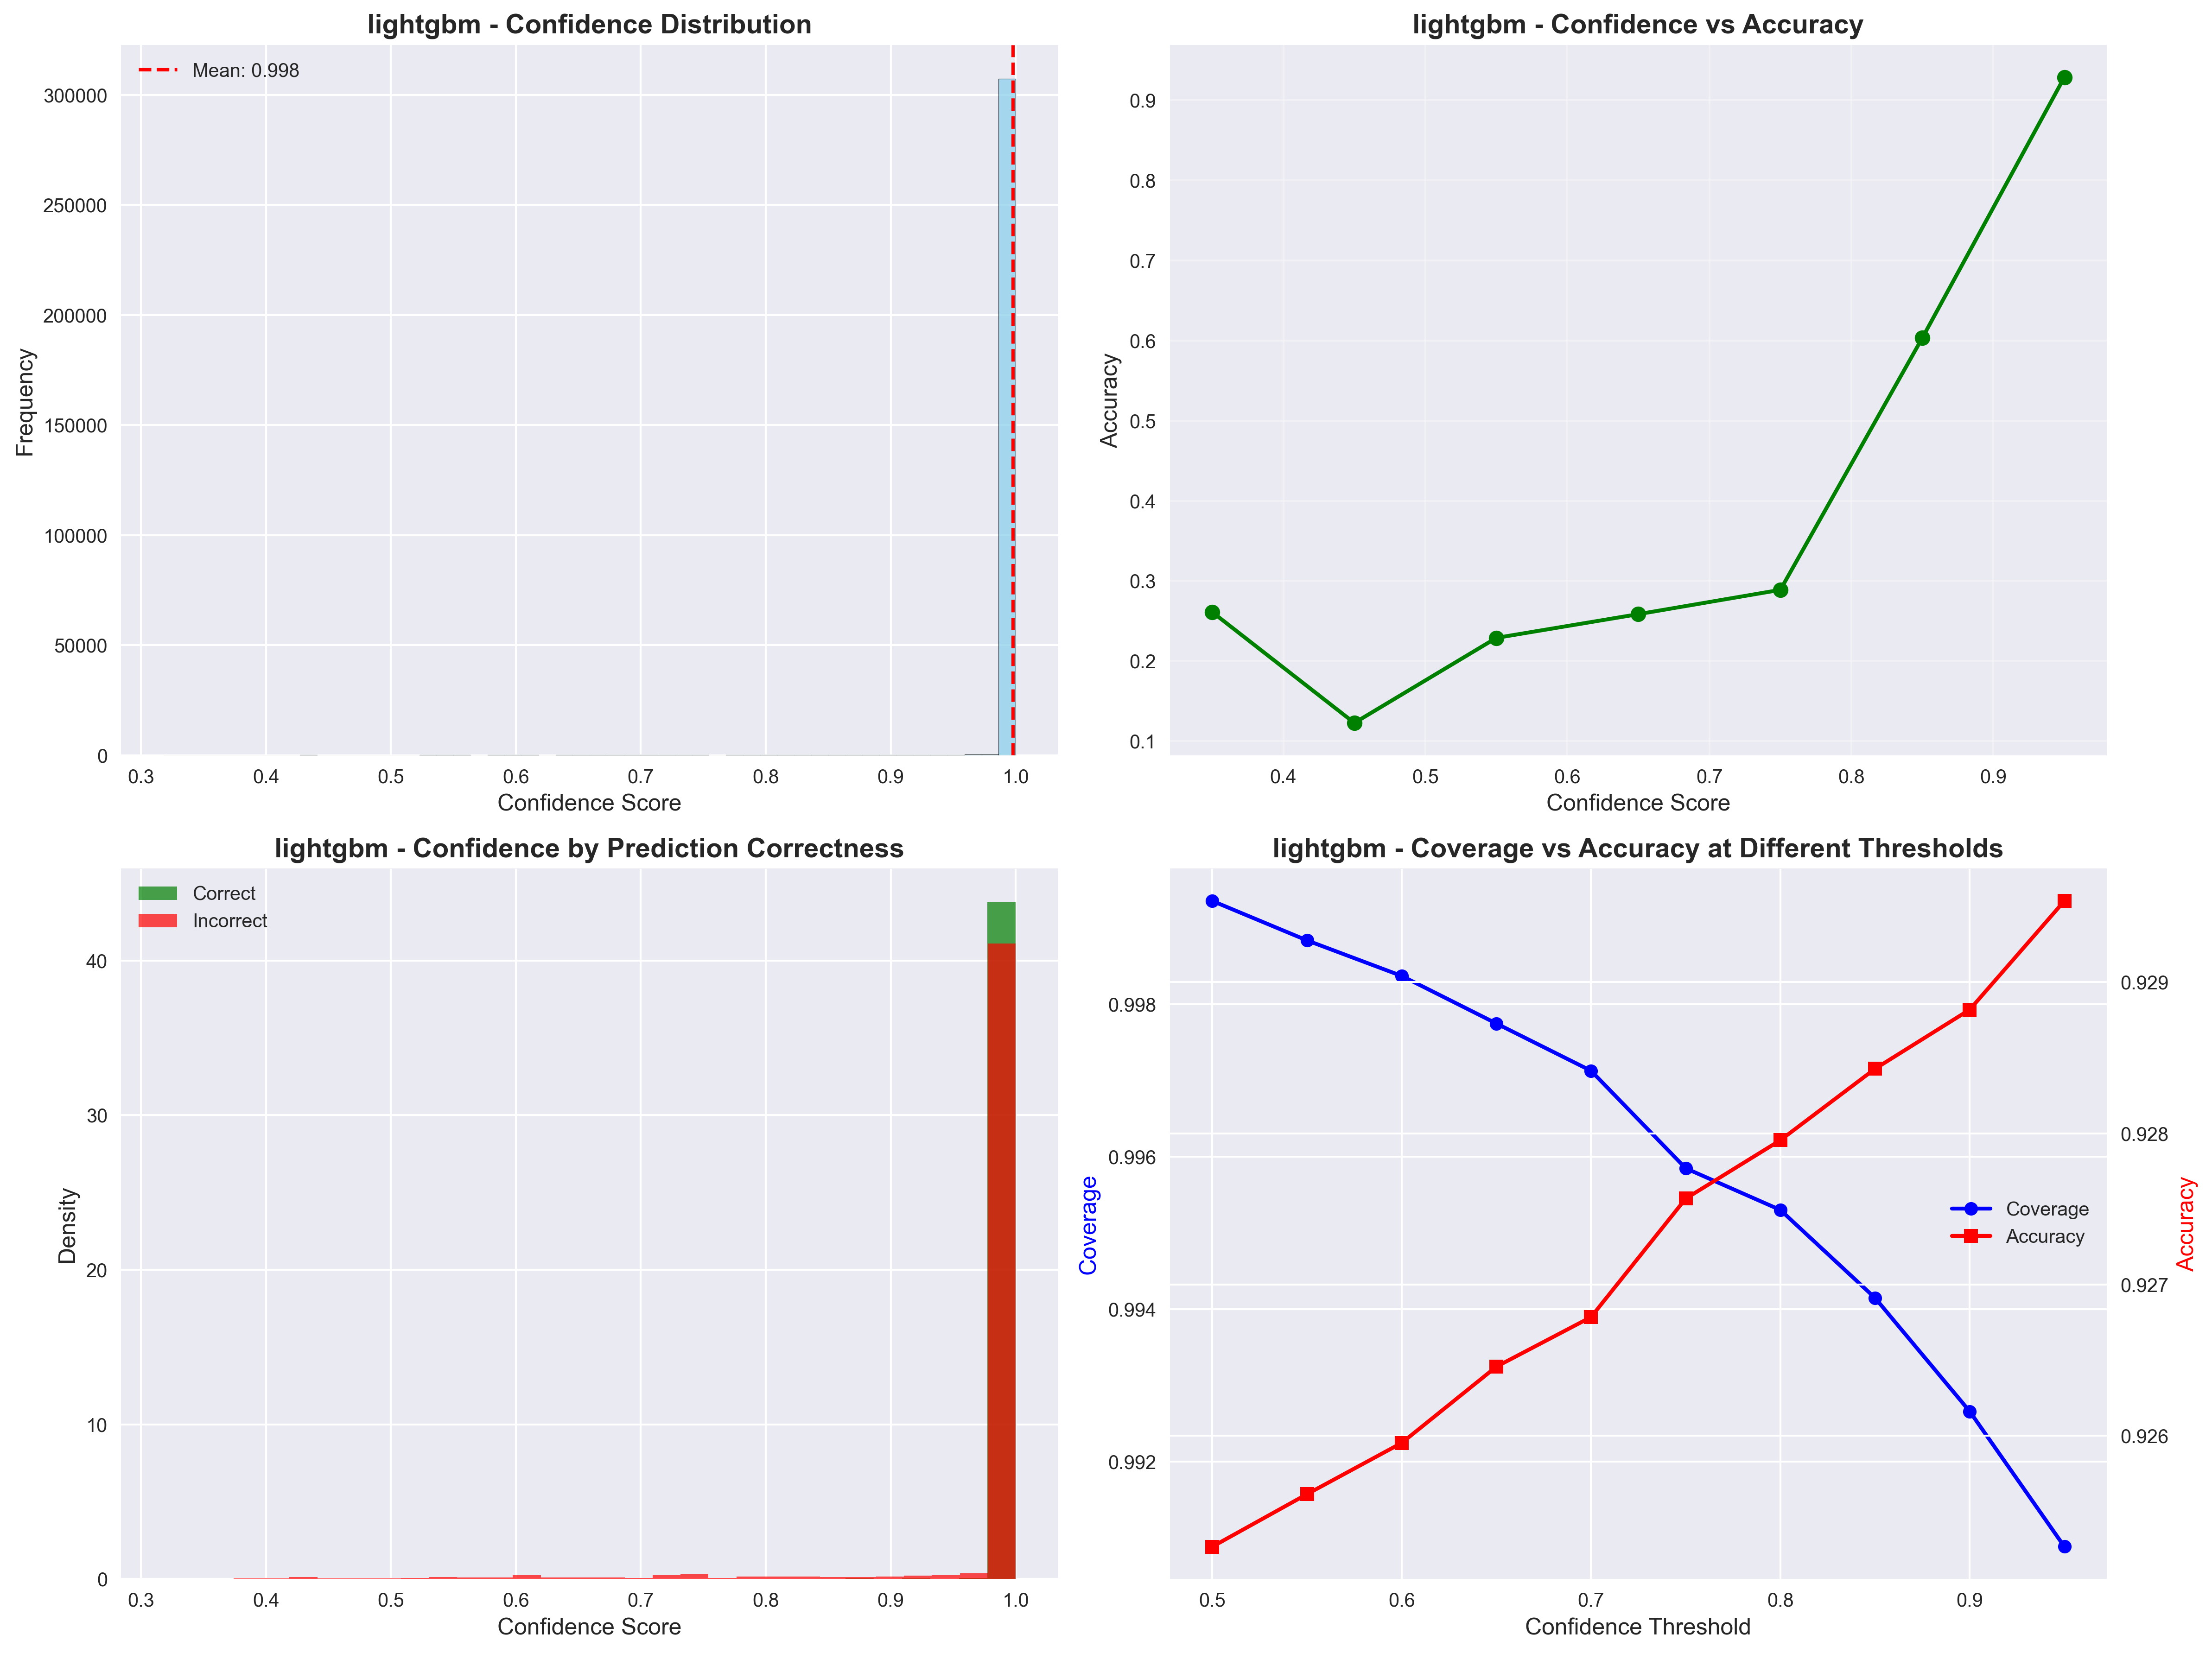 lightgbm - Confidence Distribution
Mean: 0.998
300000
250000
200000
150000
100000
50000
0
Frequency
0.3 0.4 0.5 0.6 0.7 0.8 0.9 1.0
Confidence Score
lightgbm - Confidence vs Accuracy
0.9
0.8
0.7
0.6
0.5
0.4
0.3
0.2
0.1
Accuracy
0.4 0.5 0.6 0.7 0.8 0.9
Confidence Score
lightgbm - Confidence by Prediction Correctness
Correct
Incorrect
40
30
20
10
0
Density
0.3 0.4 0.5 0.6 0.7 0.8 0.9 1.0
Confidence Score
lightgbm - Coverage vs Accuracy at Different Thresholds
0.998
0.996
0.994
0.992
Coverage
Coverage
Accuracy
0.929
0.928
0.927
0.926
Accuracy
0.5 0.6 0.7 0.8 0.9
Confidence Threshold